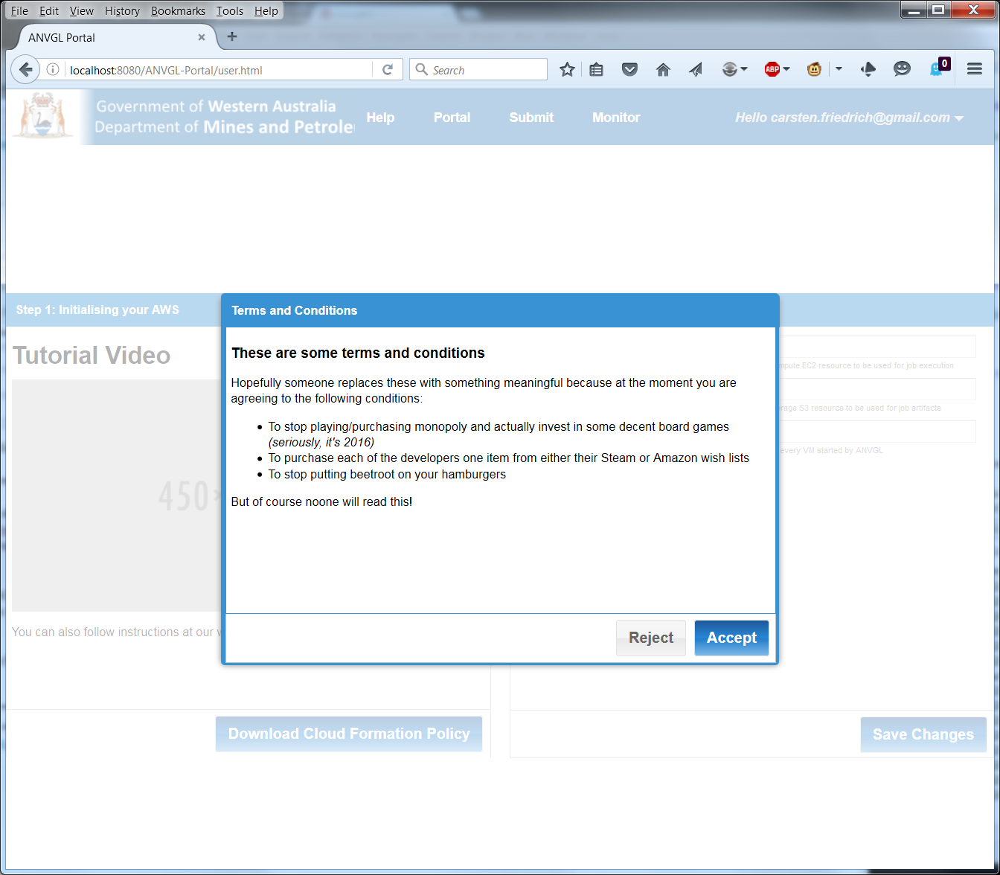 File Edit View History Bookmarks Tools Help
ANVGL Portal
localhost:8080/ANVGL-Portal/user.html
Search
ABP
0
Government of Western Australia
Department of Mines and Petrole
Help Portal Submit Monitor
Hello carsten.friedrich@gmail.com
Step 1: Initialising your AWS
Tutorial Video
450×
You can also follow instructions at our
Terms and Conditions
These are some terms and conditions
Hopefully someone replaces these with something meaningful because at the moment you are
agreeing to the following conditions:
• To stop playing/purchasing monopoly and actually invest in some decent board games
(seriously, it's 2016)
• To purchase each of the developers one item from either their Steam or Amazon wish lists
• To stop putting beetroot on your hamburgers
But of course noone will read this!
Reject Accept
mpute EC2 resource to be used for job execution
rage S3 resource to be used for job artifacts
every VM started by ANVGL
Download Cloud Formation Policy
Save Changes